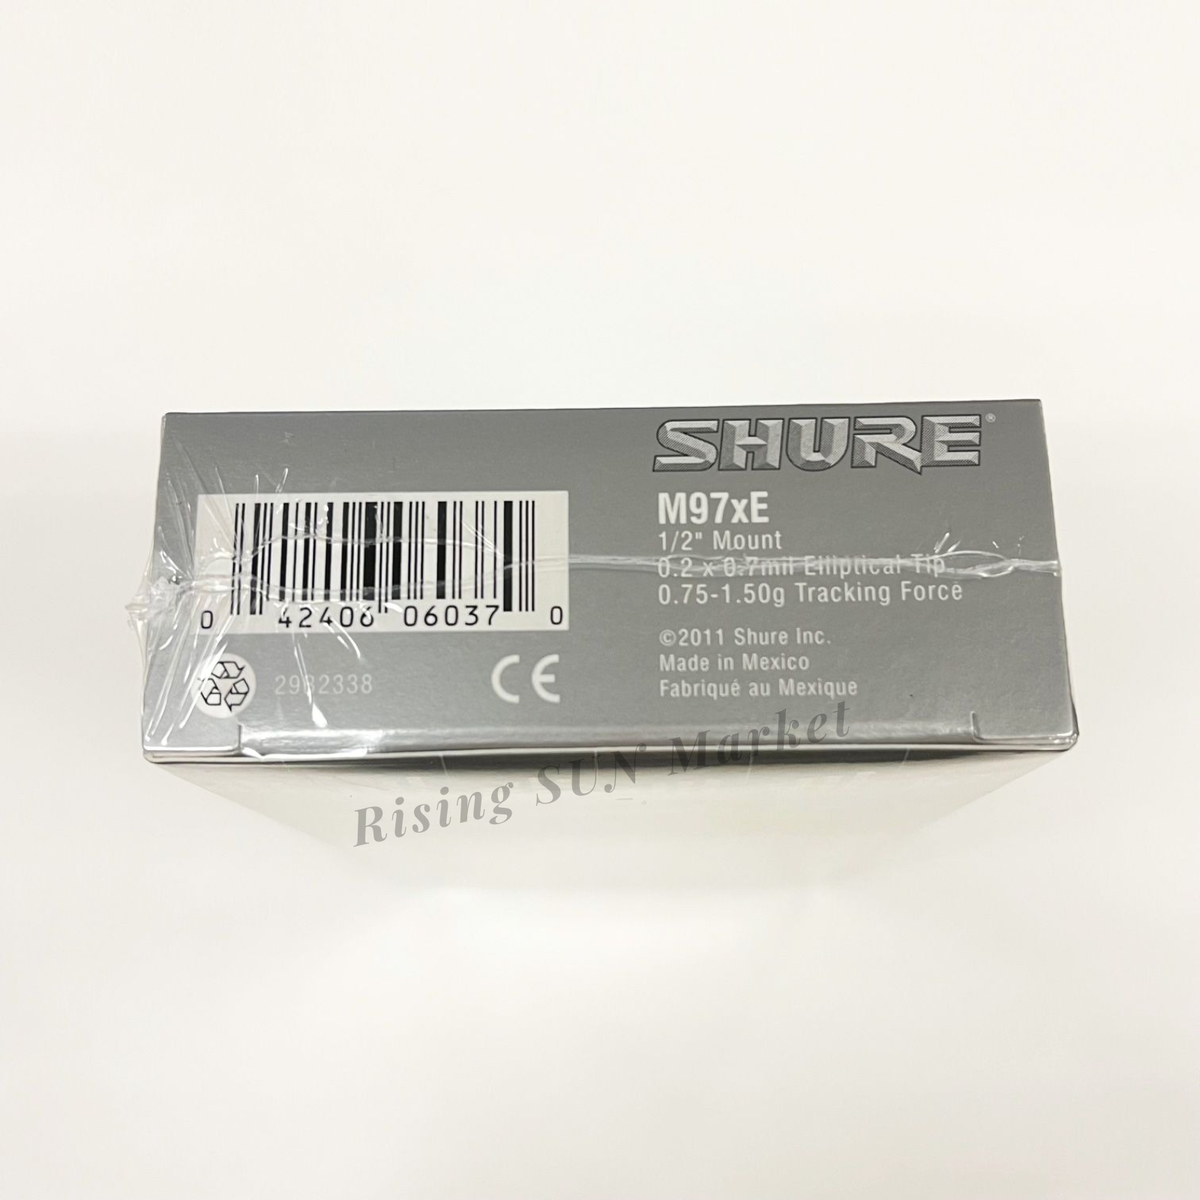 SHURE®
M97xE
1/2" Mount
0.2 x 0.7mil Elliptical Tip
0.75-1.50g Tracking Force
©2011 Shure Inc.
Made in Mexico
Fabriqué au Mexique
0 42406 06037 0
CE
Rising SUN Market